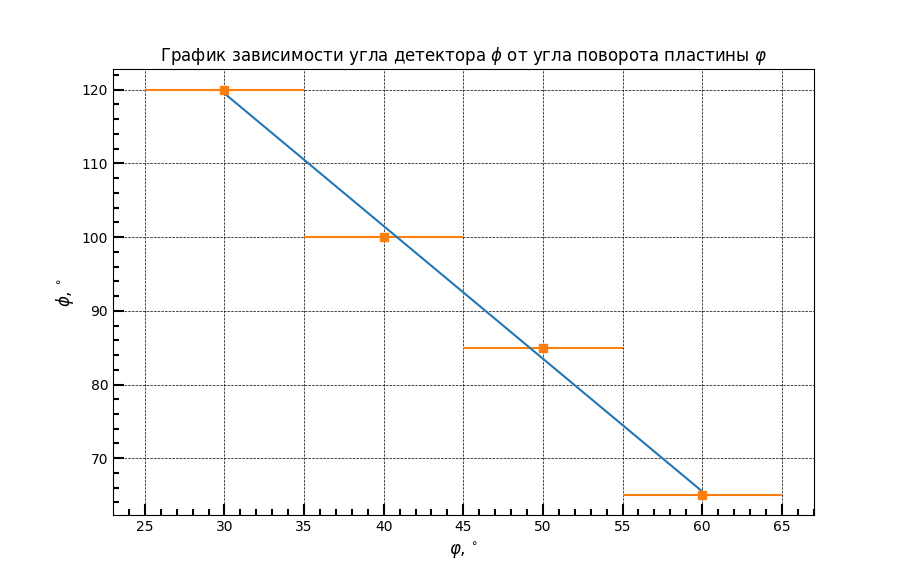 График зависимости угла детектора ϕ от угла поворота пластины φ
120
110
100
90
80
70
ϕ, °
25 30 35 40 45 50 55 60 65
φ, °